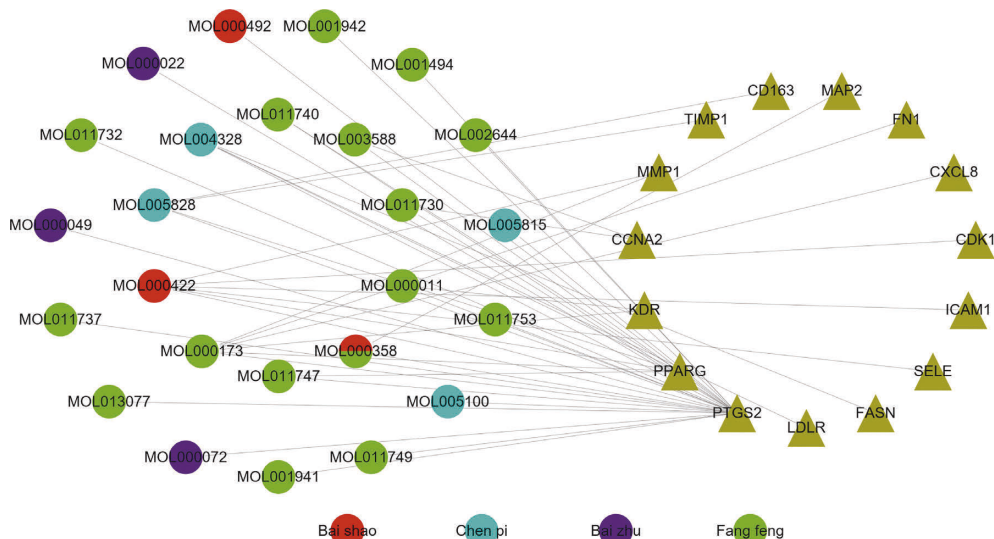 MOL000492
MOL001942
MOL000022
MOL001494
CD163
MAP2
MOL011740
TIMP1
FN1
MOL011732
MOL004328
MOL003588
MOL002644
MMP1
CXCL8
MOL005828
MOL011730
MOL000049
MOL005815
CCNA2
CDK1
MOL000422
MOL000011
KDR
ICAM1
MOL011737
MOL011753
MOL000173
MOL000358
PPARG
SELE
MOL011747
MOL013077
MOL005100
PTGS2
LDLR
FASN
MOL000072
MOL011749
MOL001941
Bai shao
Chen pi
Bai zhu
Fang feng